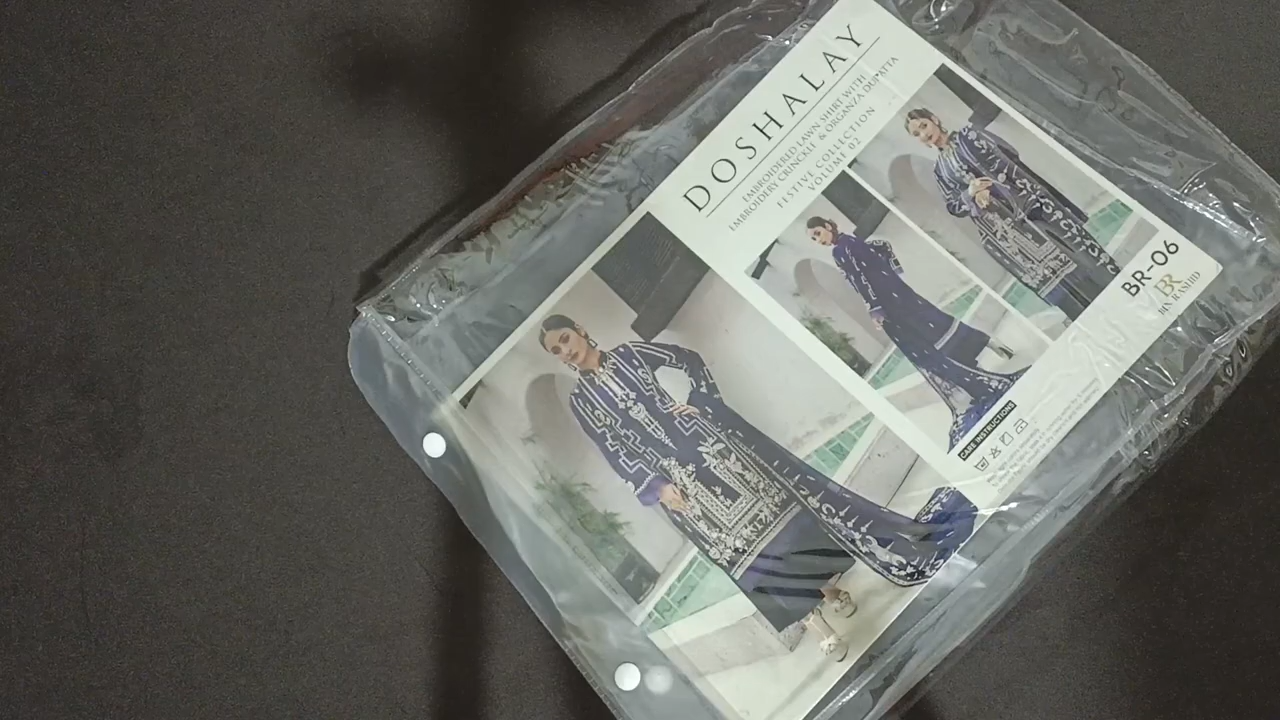 DOSHALAY
EMBROIDERED LAWN SHIRT WITH
EMBROIDERY CRINCKLE & ORGANZA DUPATTA
FESTIVE COLLECTION
VOLUME 02
BR-06
BR
BIN RASHID
CARE INSTRUCTIONS